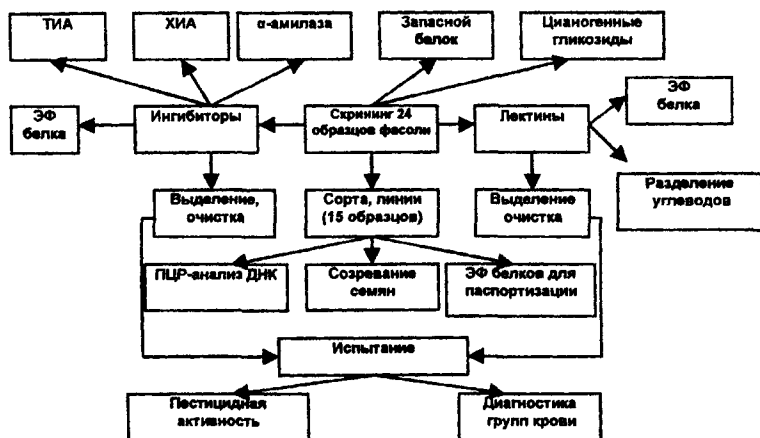 ТИА
ХИА
α-амилаза
Запасной
белок
Цианогенные
гликозиды
ЭФ
белка
Ингибиторы
Скрининг 24
образцов фасоли
Лектины
ЭФ
белка
Выделение,
очистка
Сорта, линии
(15 образцов)
Выделение
очистка
Разделение
углеводов
ПЦР-анализ ДНК
Созревание
семян
ЭФ белков для
паспортизации
Испытание
Пестицидная
активность
Диагностика
групп крови